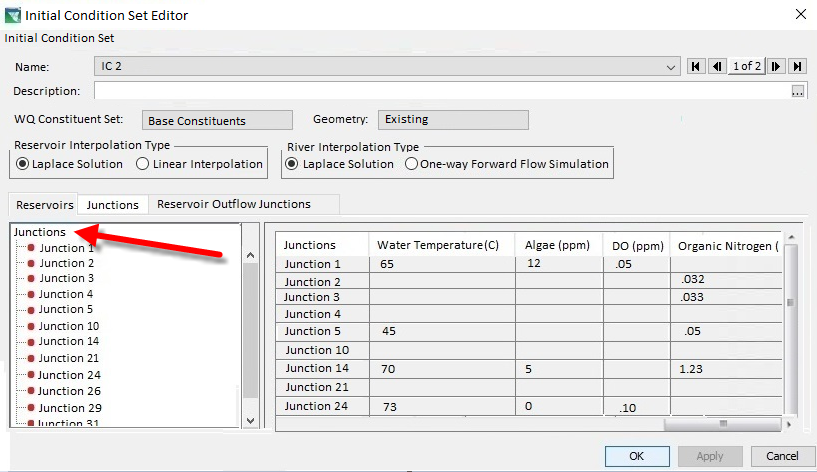 Initial Condition Set Editor
Initial Condition Set
Name: IC 2 1 of 2
Description: ...
WQ Constituent Set: Base Constituents Geometry: Existing
Reservoir Interpolation Type River Interpolation Type
Laplace Solution Linear Interpolation Laplace Solution One-way Forward Flow Simulation
Reservoirs Junctions Reservoir Outflow Junctions
Junctions
Junction 1
Junction 2
Junction 3
Junction 4
Junction 5
Junction 10
Junction 14
Junction 21
Junction 24
Junction 26
Junction 29
Junction 31
Junctions Water Temperature(C) Algae (ppm) DO (ppm) Organic Nitrogen (
Junction 1 65 12 .05
Junction 2 .032
Junction 3 .033
Junction 4
Junction 5 45 .05
Junction 10
Junction 14 70 5 1.23
Junction 21
Junction 24 73 0 .10
OK Apply Cancel